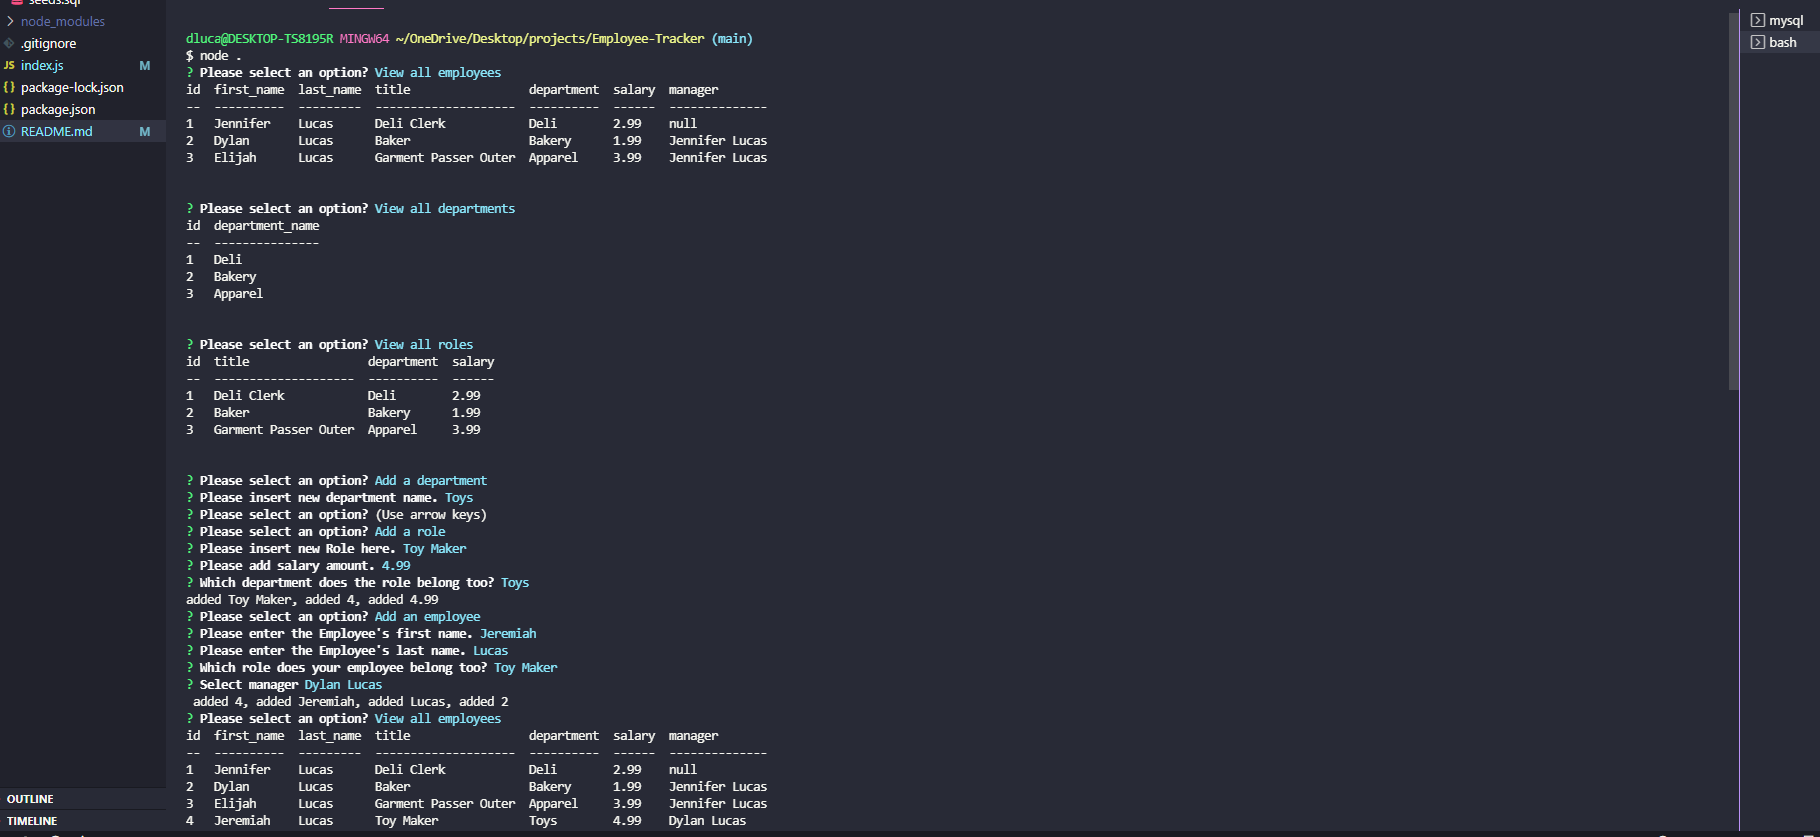 seeds.sql
node_modules
.gitignore
JS index.js M
{} package-lock.json
{} package.json
README.md M
OUTLINE
TIMELINE
dluca@DESKTOP-TS8195R MINGW64 ~/OneDrive/Desktop/projects/Employee-Tracker (main)
$ node .
? Please select an option? View all employees
id  first_name  last_name  title                 department  salary  manager
--  ----------  ---------  --------------------  ----------  ------  --------------
1   Jennifer    Lucas      Deli Clerk            Deli        2.99    null
2   Dylan       Lucas      Baker                 Bakery      1.99    Jennifer Lucas
3   Elijah      Lucas      Garment Passer Outer  Apparel     3.99    Jennifer Lucas
? Please select an option? View all departments
id  department_name
--  ---------------
1   Deli
2   Bakery
3   Apparel
? Please select an option? View all roles
id  title                 department  salary
--  --------------------  ----------  ------
1   Deli Clerk            Deli        2.99
2   Baker                 Bakery      1.99
3   Garment Passer Outer  Apparel     3.99
? Please select an option? Add a department
? Please insert new department name. Toys
? Please select an option? (Use arrow keys)
? Please select an option? Add a role
? Please insert new Role here. Toy Maker
? Please add salary amount. 4.99
? Which department does the role belong too? Toys
added Toy Maker, added 4, added 4.99
? Please select an option? Add an employee
? Please enter the Employee's first name. Jeremiah
? Please enter the Employee's last name. Lucas
? Which role does your employee belong too? Toy Maker
? Select manager Dylan Lucas
 added 4, added Jeremiah, added Lucas, added 2
? Please select an option? View all employees
id  first_name  last_name  title                 department  salary  manager
--  ----------  ---------  --------------------  ----------  ------  --------------
1   Jennifer    Lucas      Deli Clerk            Deli        2.99    null
2   Dylan       Lucas      Baker                 Bakery      1.99    Jennifer Lucas
3   Elijah      Lucas      Garment Passer Outer  Apparel     3.99    Jennifer Lucas
4   Jeremiah    Lucas      Toy Maker             Toys        4.99    Dylan Lucas
mysql
bash